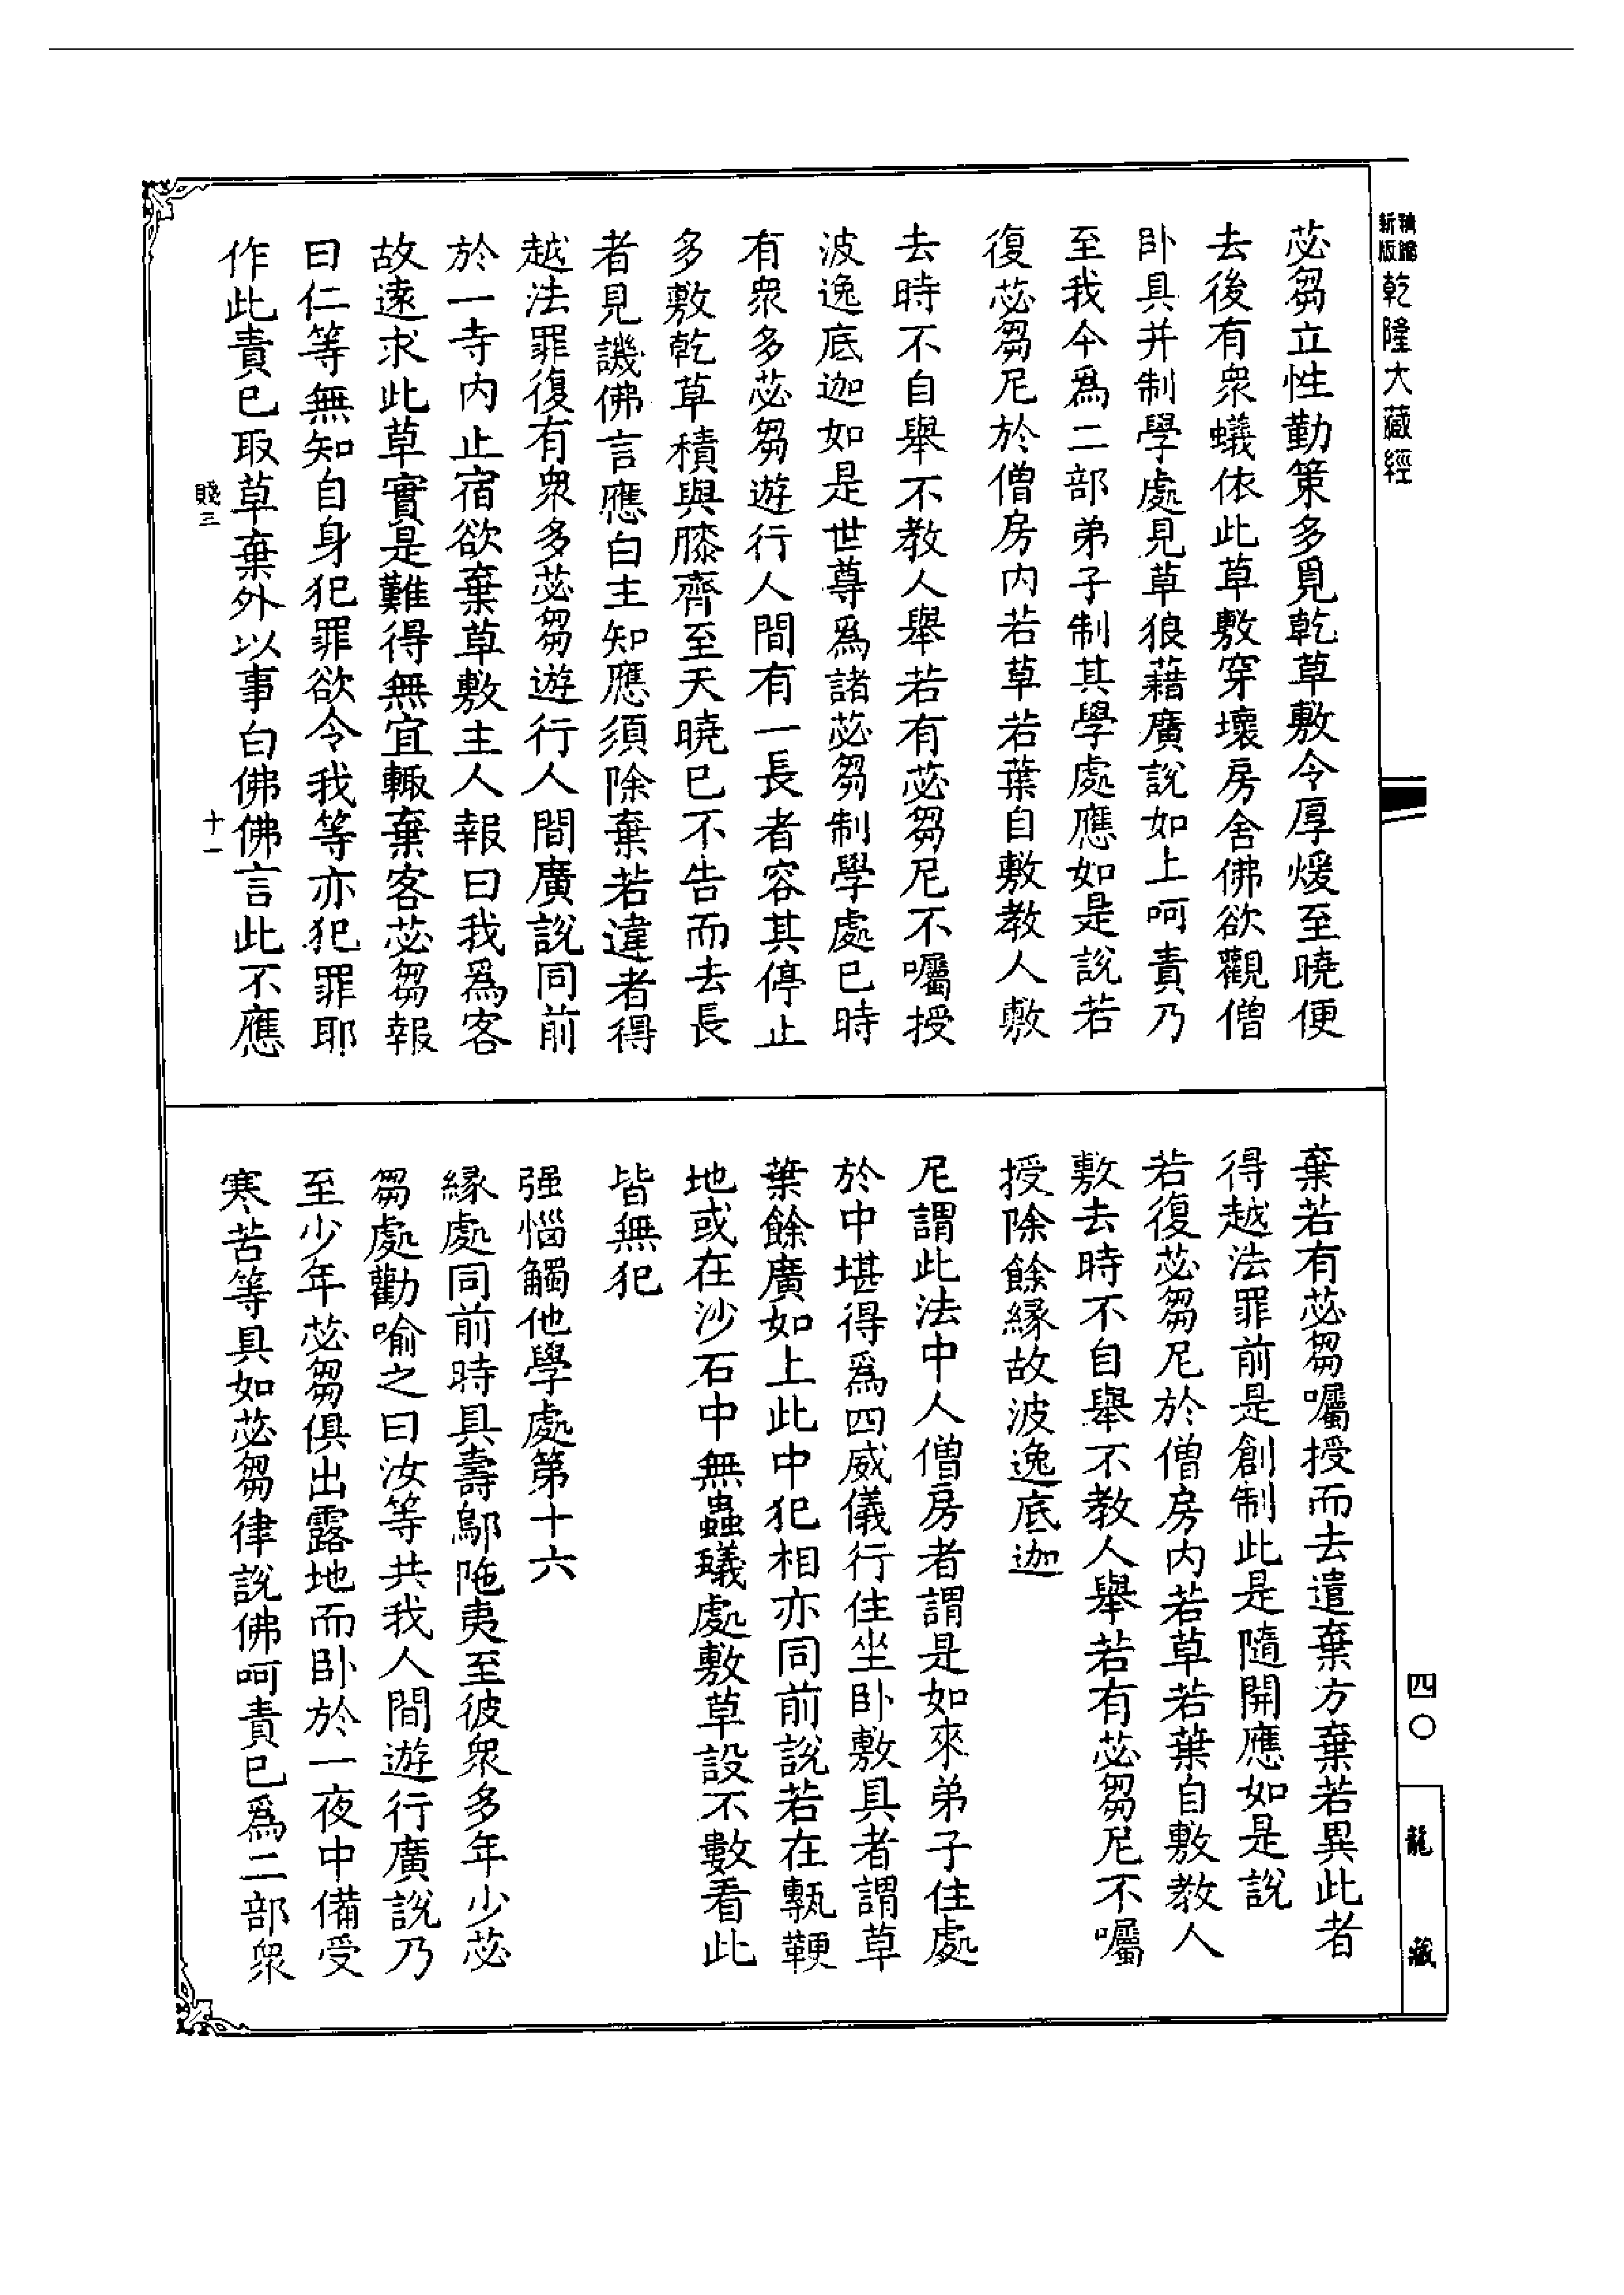 新版 乾隆大藏經
苾芻立性勤策多覓乾草敷令厚煖至曉便
去後有衆蟻依此草敷穿壞房舍佛欲觀僧
卧具并制學處見草狼藉廣說如上呵責乃
至我今爲二部弟子制其學處應如是說若
復苾芻尼於僧房内若草若葉自敷教人敷
去時不自舉不教人舉若有苾芻尼不囑授
波逸底迦如是世尊爲諸苾芻制學處已時
有衆多苾芻遊行人間有一長者容其停止
多敷乾草積與膝齊至天曉已不告而去長
者見譏佛言應白主知應須除棄若違者得
越法罪復有衆多苾芻遊行人間廣說同前
於一寺内止宿欲棄草敷主人報曰我爲客
故遠求此草實是難得無宜輙棄客苾芻報
曰仁等無知自身犯罪欲令我等亦犯罪耶
作此責已取草棄外以事白佛佛言此不應
賤三 十一
棄若有苾芻囑授而去遣棄方棄若異此者
得越法罪前是創制此是隨開應如是說
若復苾芻尼於僧房内若草若葉自敷教人
敷去時不自舉不教人舉若有苾芻尼不囑
授除餘緣故波逸底迦
尼謂此法中人僧房者謂是如來弟子住處
於中堪得爲四威儀行住坐卧敷具者謂草
葉餘廣如上此中犯相亦同前說若在甎鞕
地或在沙石中無蟲蟻處敷草設不數看此
皆無犯
强惱觸他學處第十六
緣處同前時具壽鄔陁夷至彼衆多年少苾
芻處勸喻之曰汝等共我人間遊行廣說乃
至少年苾芻俱出露地而卧於一夜中備受
寒苦等具如苾芻律說佛呵責已爲二部衆
四〇
龍藏